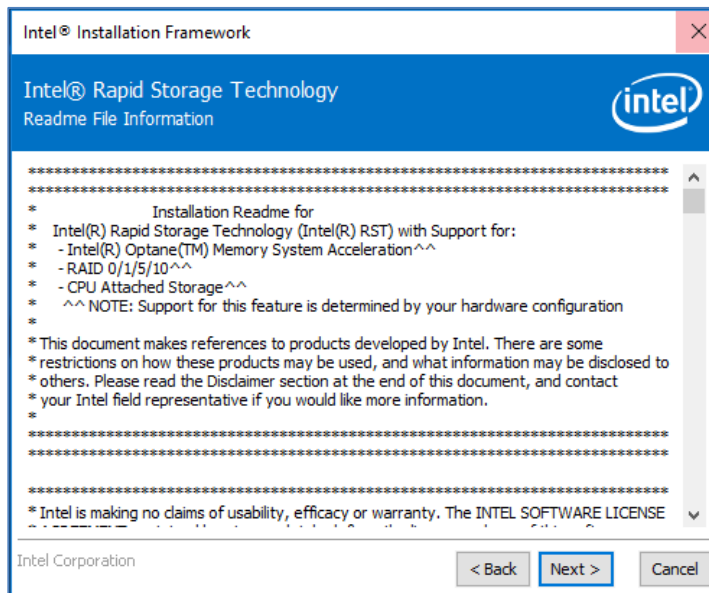 Intel® Installation Framework
Intel® Rapid Storage Technology
Readme File Information
intel
**************************************************************************
**************************************************************************
* Installation Readme for
* Intel(R) Rapid Storage Technology (Intel(R) RST) with Support for:
* - Intel(R) Optane(TM) Memory System Acceleration^^
* - RAID 0/1/5/10^^
* - CPU Attached Storage^^
* ^^ NOTE: Support for this feature is determined by your hardware configuration
*
* This document makes references to products developed by Intel. There are some
* restrictions on how these products may be used, and what information may be disclosed to
* others. Please read the Disclaimer section at the end of this document, and contact
* your Intel field representative if you would like more information.
*
**************************************************************************
**************************************************************************
**************************************************************************
* Intel is making no claims of usability, efficacy or warranty. The INTEL SOFTWARE LICENSE
Intel Corporation
< Back
Next >
Cancel